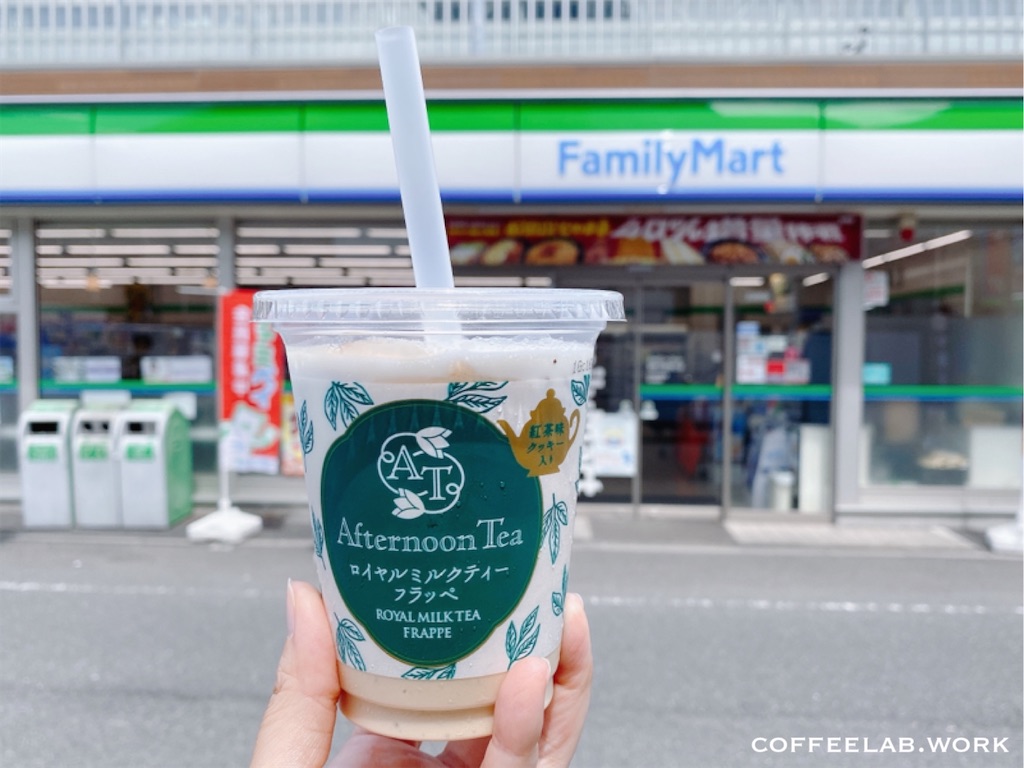 FamilyMart
紅茶味
クッキー
入り
AT
Afternoon Tea
ロイヤルミルクティー
フラッペ
ROYAL MILK TEA
FRAPPE
COFFEELAB.WORK